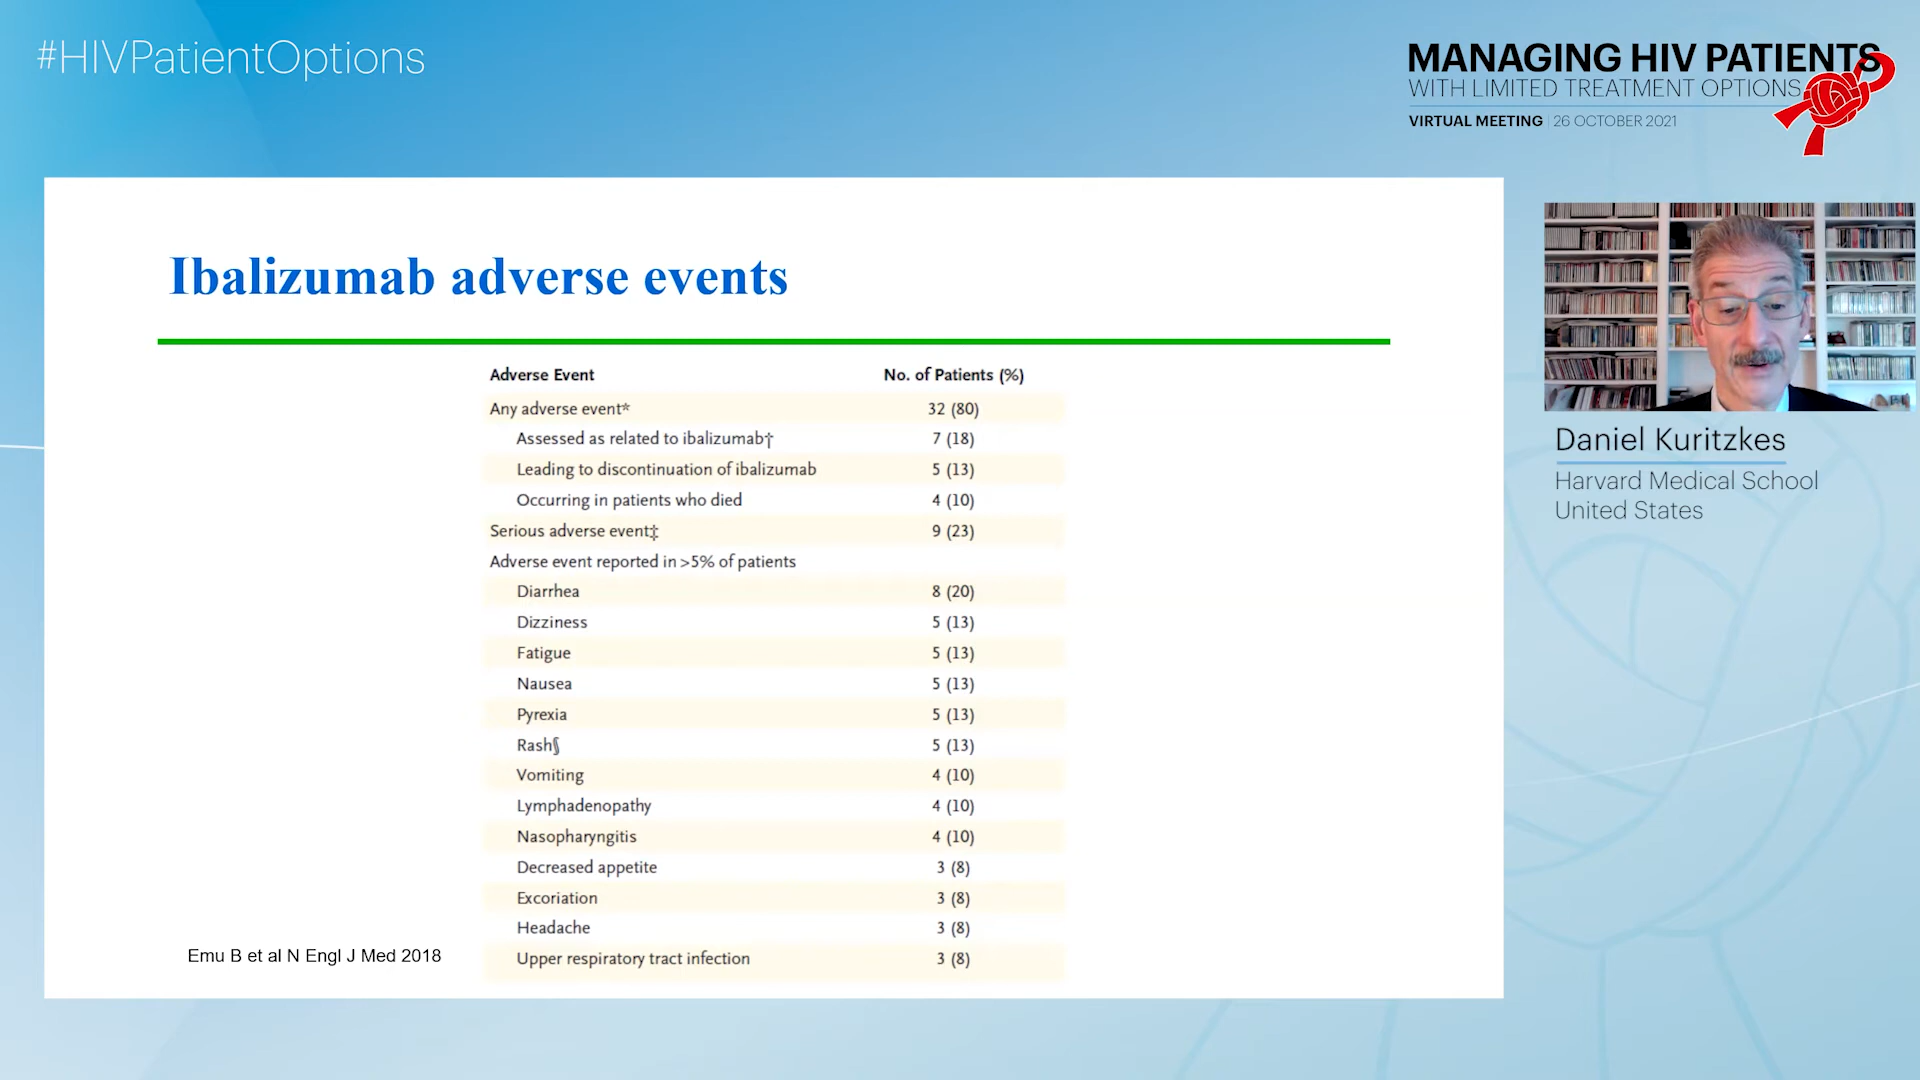 #HIVPatientOptions
MANAGING HIV PATIENTS
WITH LIMITED TREATMENT OPTIONS
VIRTUAL MEETING | 26 OCTOBER 2021
Ibalizumab adverse events
Adverse Event No. of Patients (%)
Any adverse event* 32 (80)
Assessed as related to ibalizumab† 7 (18)
Leading to discontinuation of ibalizumab 5 (13)
Occurring in patients who died 4 (10)
Serious adverse event‡ 9 (23)
Adverse event reported in >5% of patients
Diarrhea 8 (20)
Dizziness 5 (13)
Fatigue 5 (13)
Nausea 5 (13)
Pyrexia 5 (13)
Rash§ 5 (13)
Vomiting 4 (10)
Lymphadenopathy 4 (10)
Nasopharyngitis 4 (10)
Decreased appetite 3 (8)
Excoriation 3 (8)
Headache 3 (8)
Upper respiratory tract infection 3 (8)
Emu B et al N Engl J Med 2018
Daniel Kuritzkes
Harvard Medical School
United States